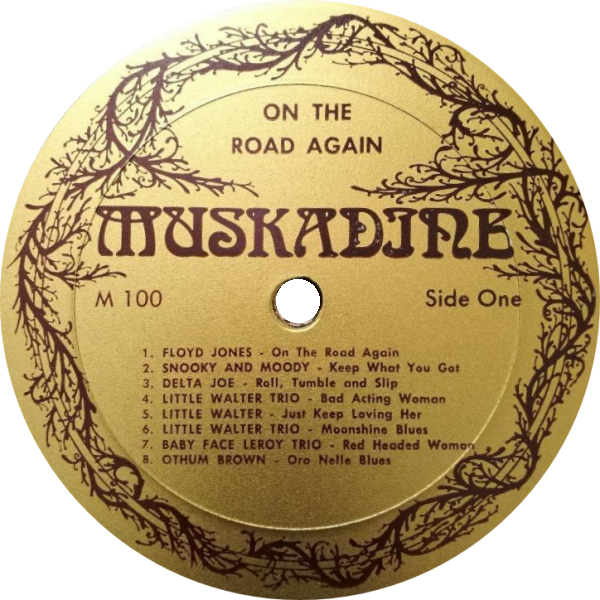 ON THE
ROAD AGAIN
MUSKADINE
M 100
Side One
1. FLOYD JONES - On The Road Again
2. SNOOKY AND MOODY - Keep What You Got
3. DELTA JOE - Roll, Tumble and Slip
4. LITTLE WALTER TRIO - Bad Acting Woman
5. LITTLE WALTER - Just Keep Loving Her
6. LITTLE WALTER TRIO - Moonshine Blues
7. BABY FACE LEROY TRIO - Red Headed Woman
8. OTHUM BROWN - Ora Nelle Blues